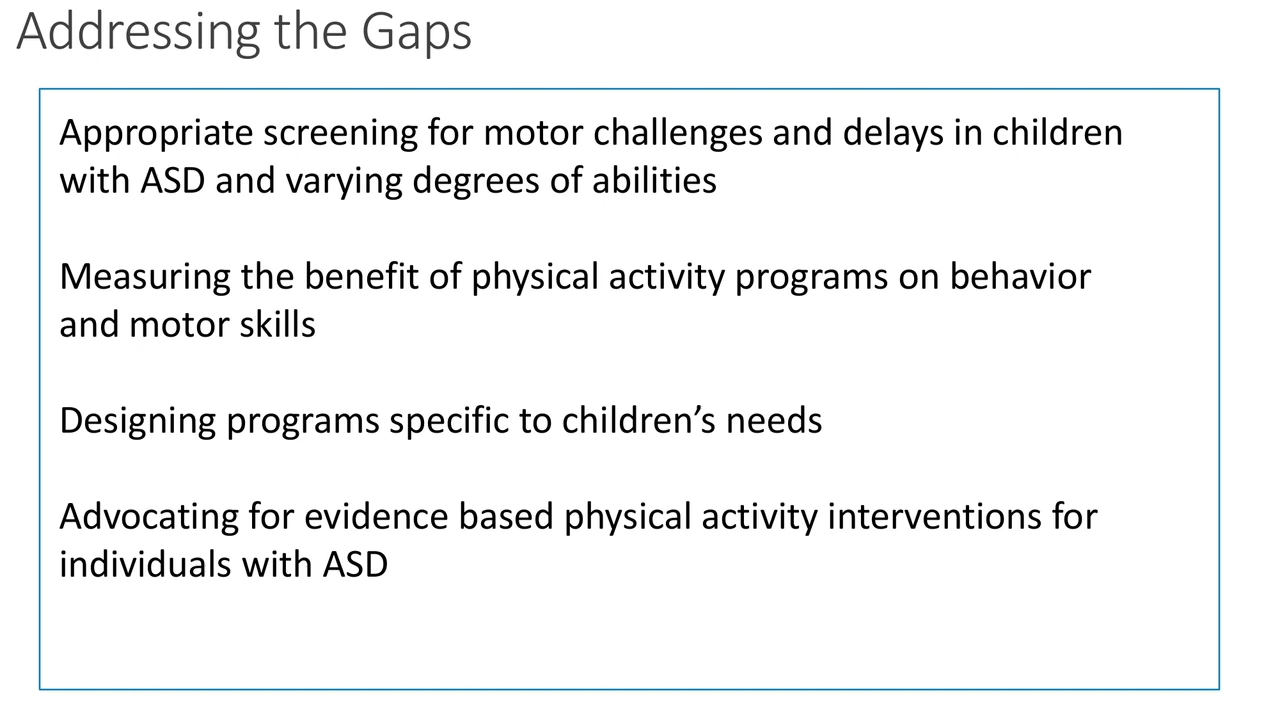 Addressing the Gaps
Appropriate screening for motor challenges and delays in children
with ASD and varying degrees of abilities
Measuring the benefit of physical activity programs on behavior
and motor skills
Designing programs specific to children’s needs
Advocating for evidence based physical activity interventions for
individuals with ASD